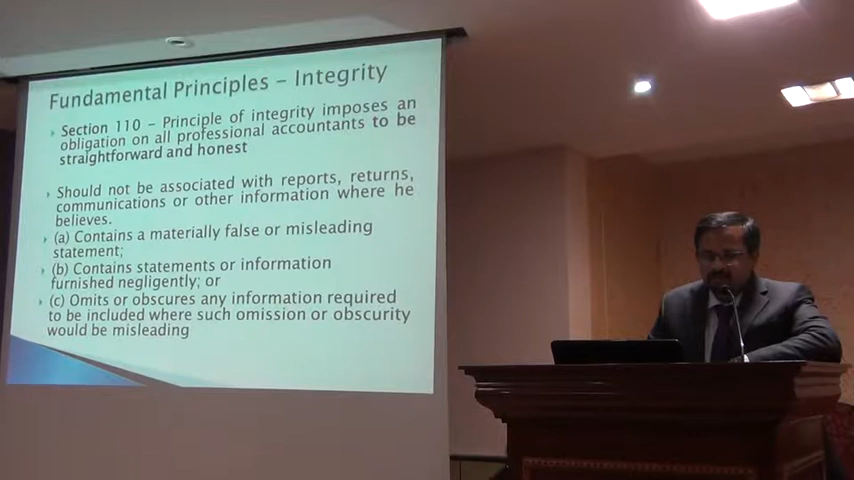 Fundamental Principles – Integrity
Section 110 – Principle of Integrity imposes an
obligation on all professional accountants to be
straightforward and honest
Should not be associated with reports, returns,
communications or other information where he
believes.
(a) Contains a materially false or misleading
statement;
(b) Contains statements or information
furnished negligently; or
(c) Omits or obscures any information required
to be included where such omission or obscurity
would be misleading